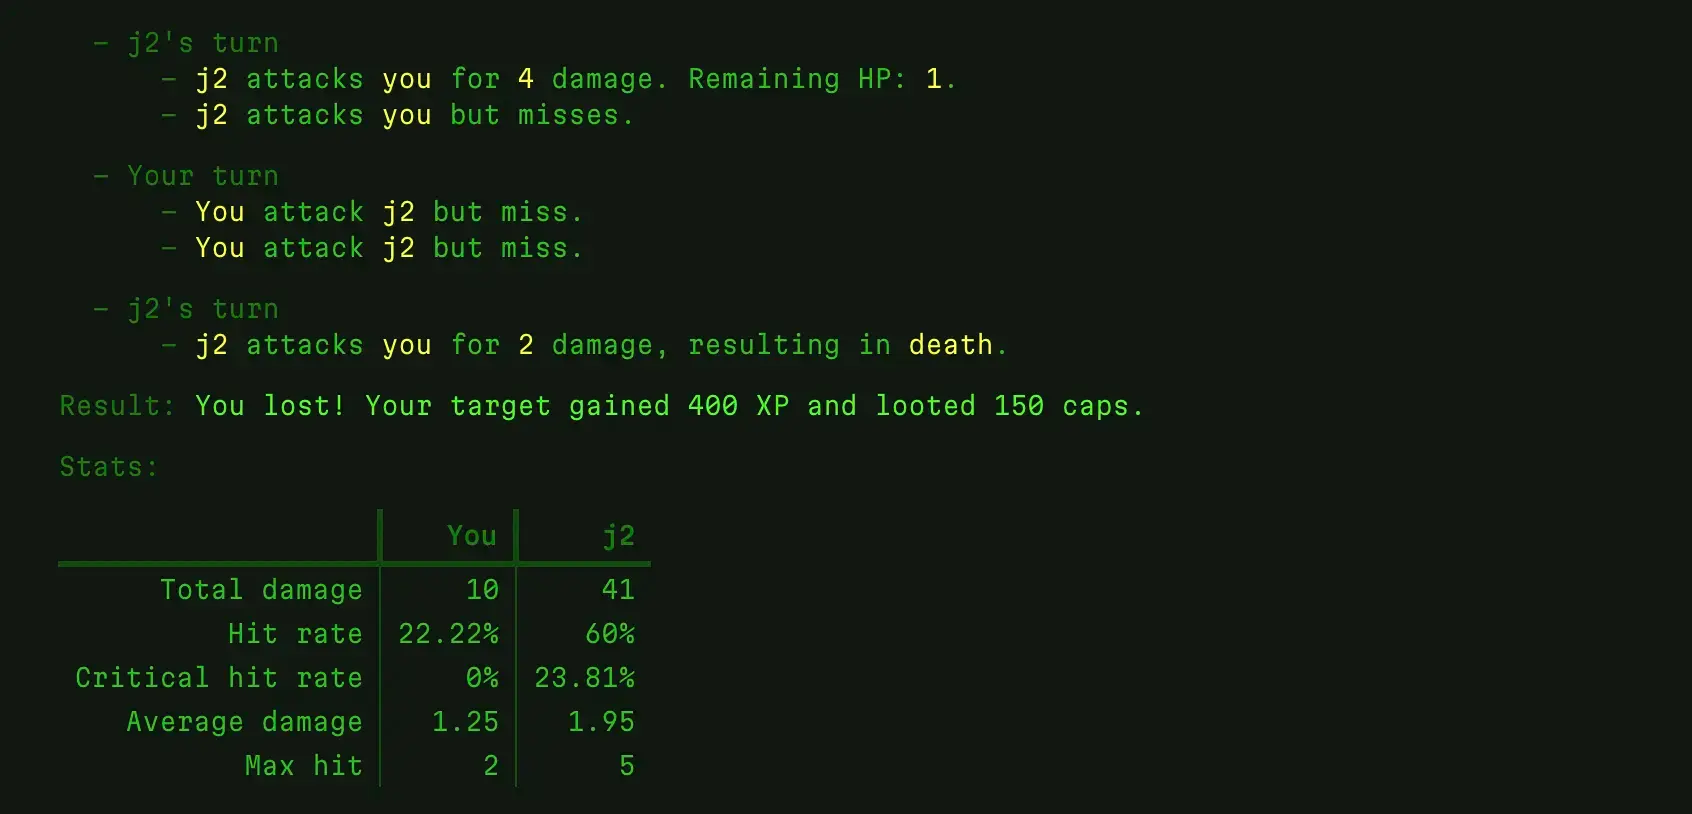 – j2's turn
– j2 attacks you for 4 damage. Remaining HP: 1.
– j2 attacks you but misses.
– Your turn
– You attack j2 but miss.
– You attack j2 but miss.
– j2's turn
– j2 attacks you for 2 damage, resulting in death.
Result: You lost! Your target gained 400 XP and looted 150 caps.
Stats:
You j2
Total damage 10 41
Hit rate 22.22% 60%
Critical hit rate 0% 23.81%
Average damage 1.25 1.95
Max hit 2 5